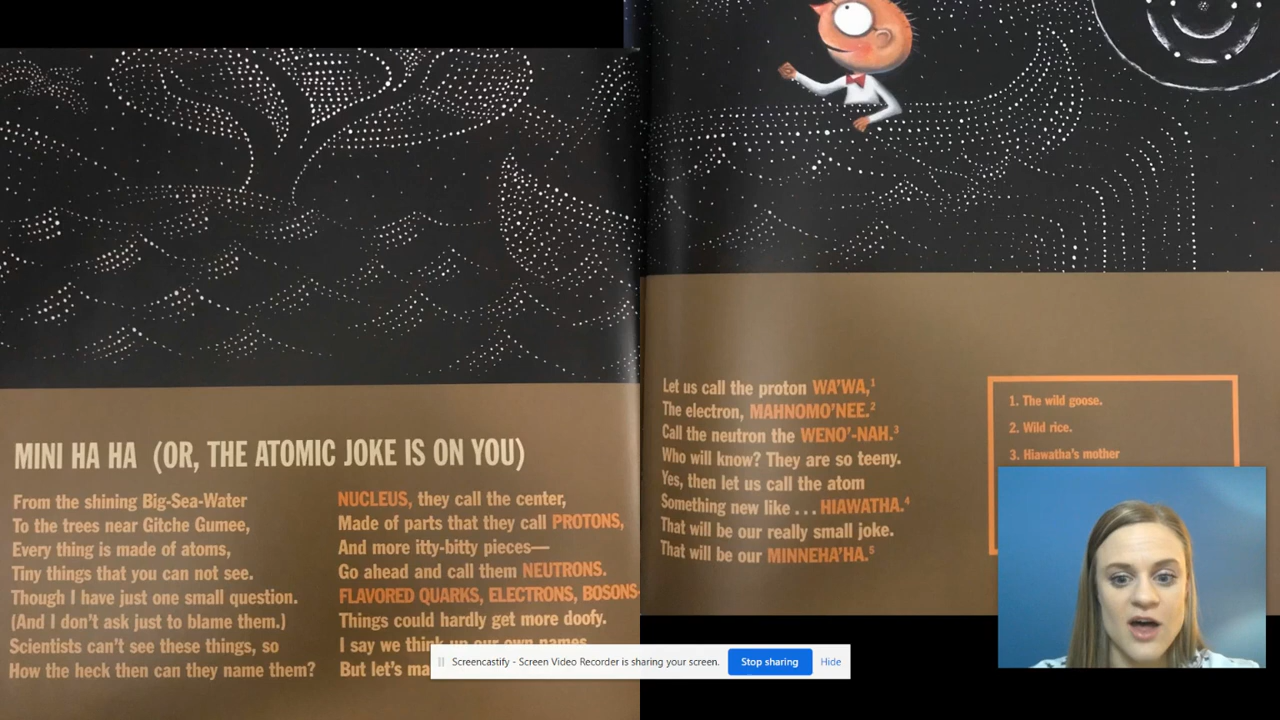 MINI HA HA (OR, THE ATOMIC JOKE IS ON YOU)
From the shining Big-Sea-Water
To the trees near Gitche Gumee,
Every thing is made of atoms,
Tiny things that you can not see.
Though I have just one small question.
(And I don't ask just to blame them.)
Scientists can't see these things, so
How the heck then can they name them?
NUCLEUS, they call the center,
Made of parts that they call PROTONS,
And more itty-bitty pieces—
Go ahead and call them NEUTRONS.
FLAVORED QUARKS, ELECTRONS, BOSONS-
Things could hardly get more doofy.
I say we think up our own names
But let's ma
Let us call the proton WA'WA,1
The electron, MAHNOMO'NEE.2
Call the neutron the WENO'-NAH.3
Who will know? They are so teeny.
Yes, then let us call the atom
Something new like . . . HIAWATHA.4
That will be our really small joke.
That will be our MINNEHA'HA.5
1. The wild goose.
2. Wild rice.
3. Hiawatha's mother
Screencastify - Screen Video Recorder is sharing your screen.
Stop sharing
Hide